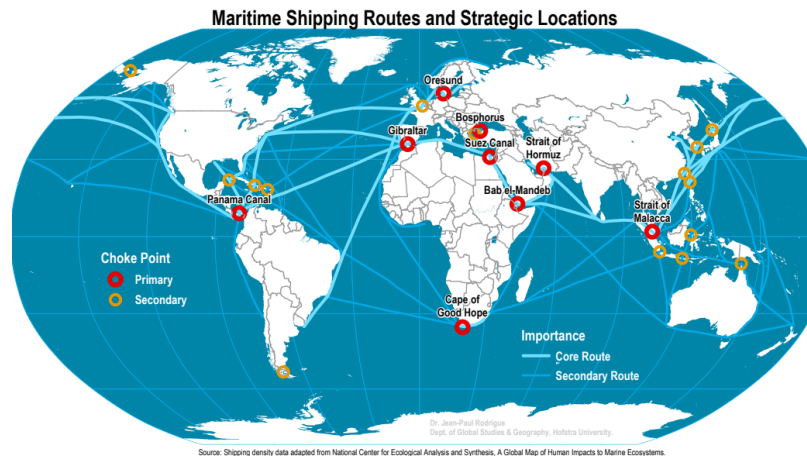 Maritime Shipping Routes and Strategic Locations
Oresund
Bosphorus
Gibraltar
Suez Canal
Strait of
Hormuz
Bab el-Mandeb
Panama Canal
Strait of
Malacca
Choke Point
Primary
Secondary
Cape of
Good Hope
Importance
Core Route
Secondary Route
Dr. Jean-Paul Rodrigue
Dept. of Global Studies & Geography, Hofstra University.
Source: Shipping density data adapted from National Center for Ecological Analysis and Synthesis, A Global Map of Human Impacts to Marine Ecosystems.